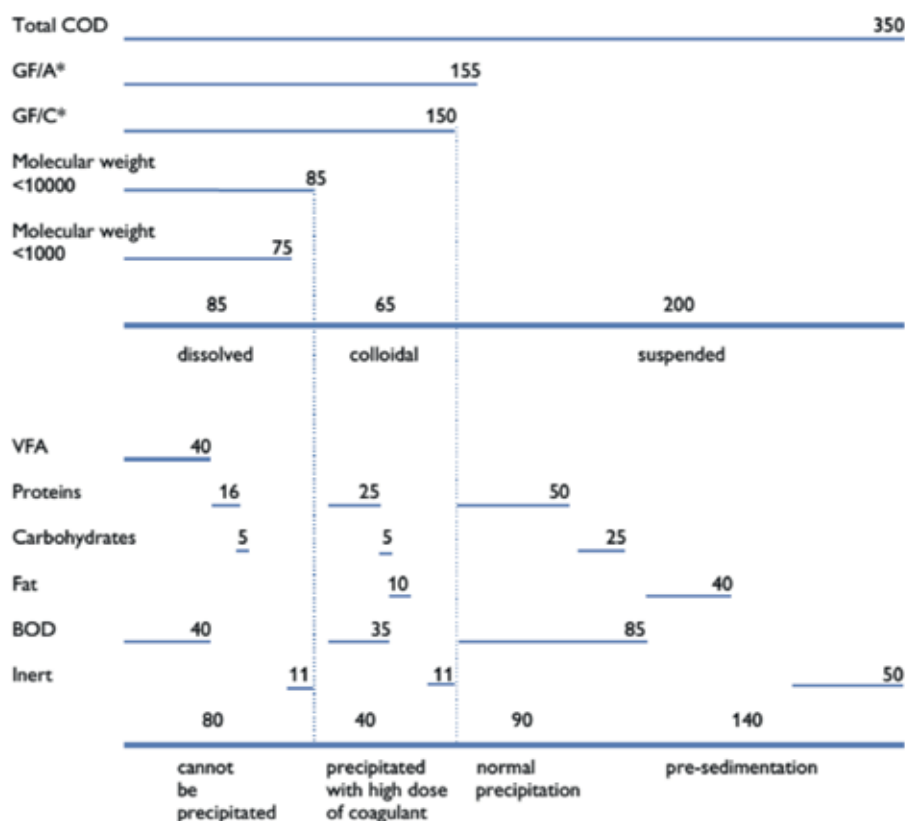 Total COD 350
GF/A* 155
GF/C* 150
Molecular weight
<10000 85
Molecular weight
<1000 75
85 65 200
dissolved colloidal suspended
VFA 40
Proteins 16 25 50
Carbohydrates 5 5 25
Fat 10 40
BOD 40 35 85
Inert 11 11 50
80 40 90 140
cannot precipitated normal pre-sedimentation
be with high dose precipitation
precipitated of coagulant